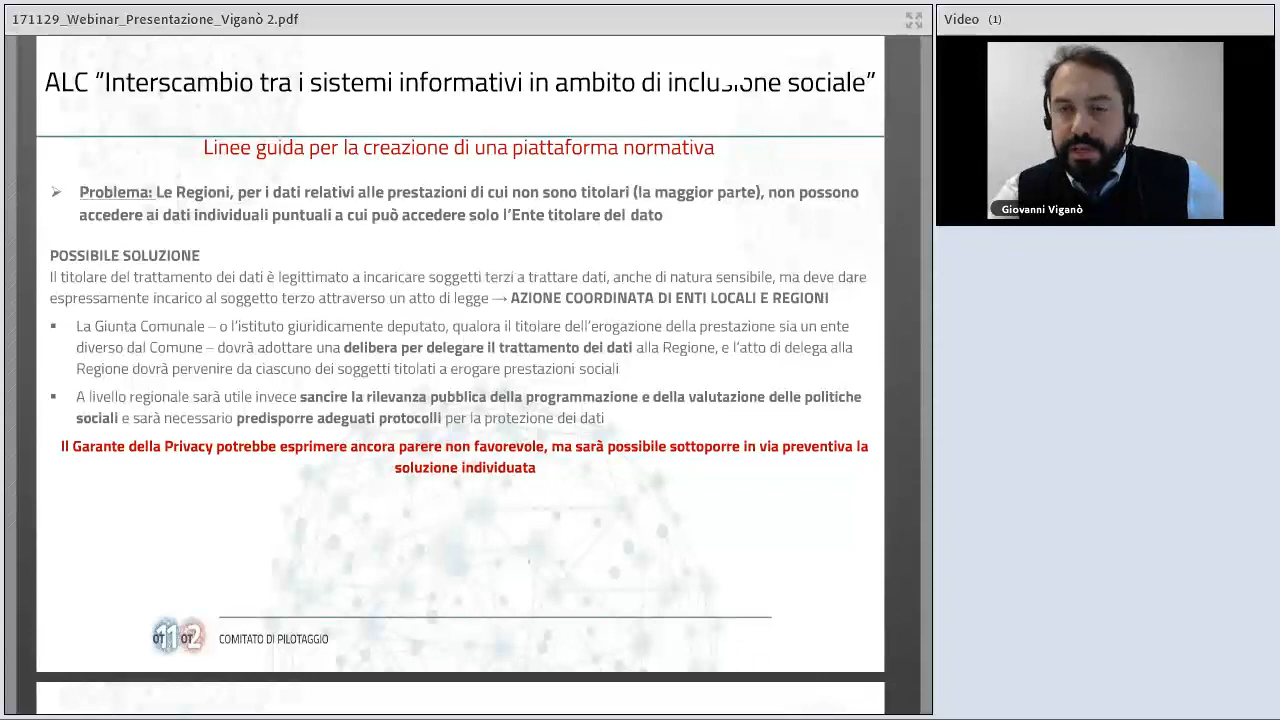 171129_Webinar_Presentazione_Viganò 2.pdf
Video (1)
ALC “Interscambio tra i sistemi informativi in ambito di inclusione sociale”
Linee guida per la creazione di una piattaforma normativa
Problema: Le Regioni, per i dati relativi alle prestazioni di cui non sono titolari (la maggior parte), non possono
accedere ai dati individuali puntuali a cui può accedere solo l’Ente titolare del dato
POSSIBILE SOLUZIONE
Il titolare del trattamento dei dati è legittimato a incaricare soggetti terzi a trattare dati, anche di natura sensibile, ma deve dare
espressamente incarico al soggetto terzo attraverso un atto di legge → AZIONE COORDINATA DI ENTI LOCALI E REGIONI
La Giunta Comunale – o l’istituto giuridicamente deputato, qualora il titolare dell’erogazione della prestazione sia un ente
diverso dal Comune – dovrà adottare una delibera per delegare il trattamento dei dati alla Regione, e l’atto di delega alla
Regione dovrà pervenire da ciascuno dei soggetti titolati a erogare prestazioni sociali
A livello regionale sarà utile invece sancire la rilevanza pubblica della programmazione e della valutazione delle politiche
sociali e sarà necessario predisporre adeguati protocolli per la protezione dei dati
Il Garante della Privacy potrebbe esprimere ancora parere non favorevole, ma sarà possibile sottoporre in via preventiva la
soluzione individuata
OT11 OT2
COMITATO DI PILOTAGGIO
Giovanni Viganò